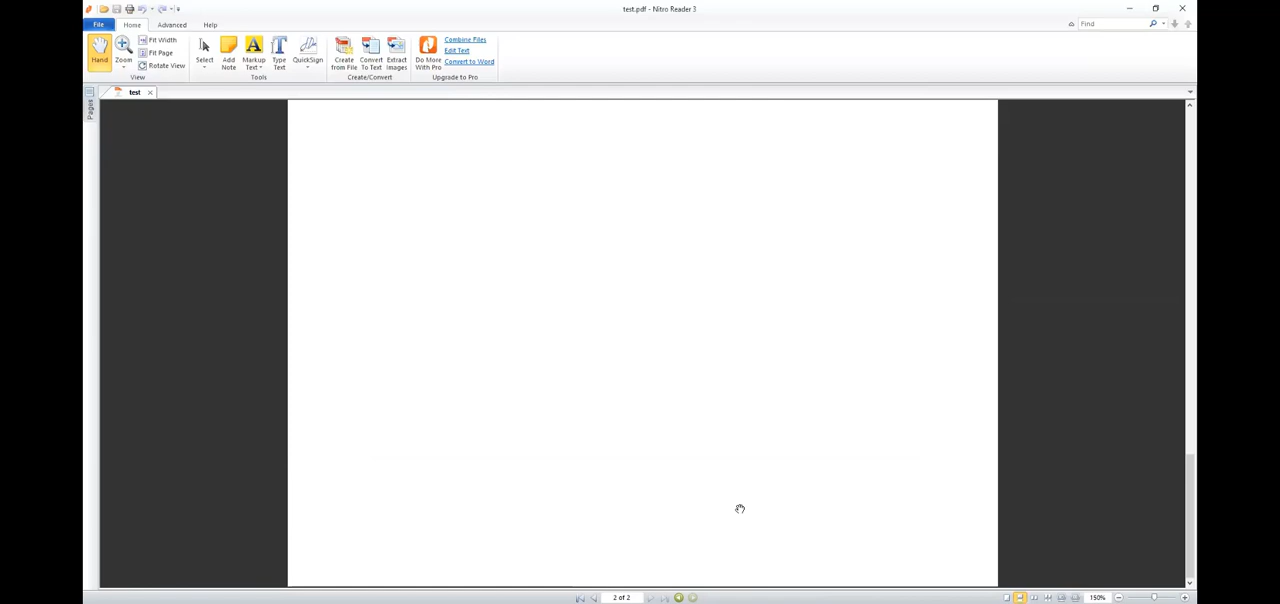 test.pdf - Nitro Reader 3
File Home Advanced Help
Find
Hand
Zoom
Fit Width
Fit Page
Rotate View
View
Select
Add Note
Markup Text
Type Text
QuickSign
Tools
Create from File
Convert To Text
Extract Images
Create/Convert
Do More With Pro
Combine Files
Edit Text
Convert to Word
Upgrade to Pro
test
Pages
2 of 2
150%